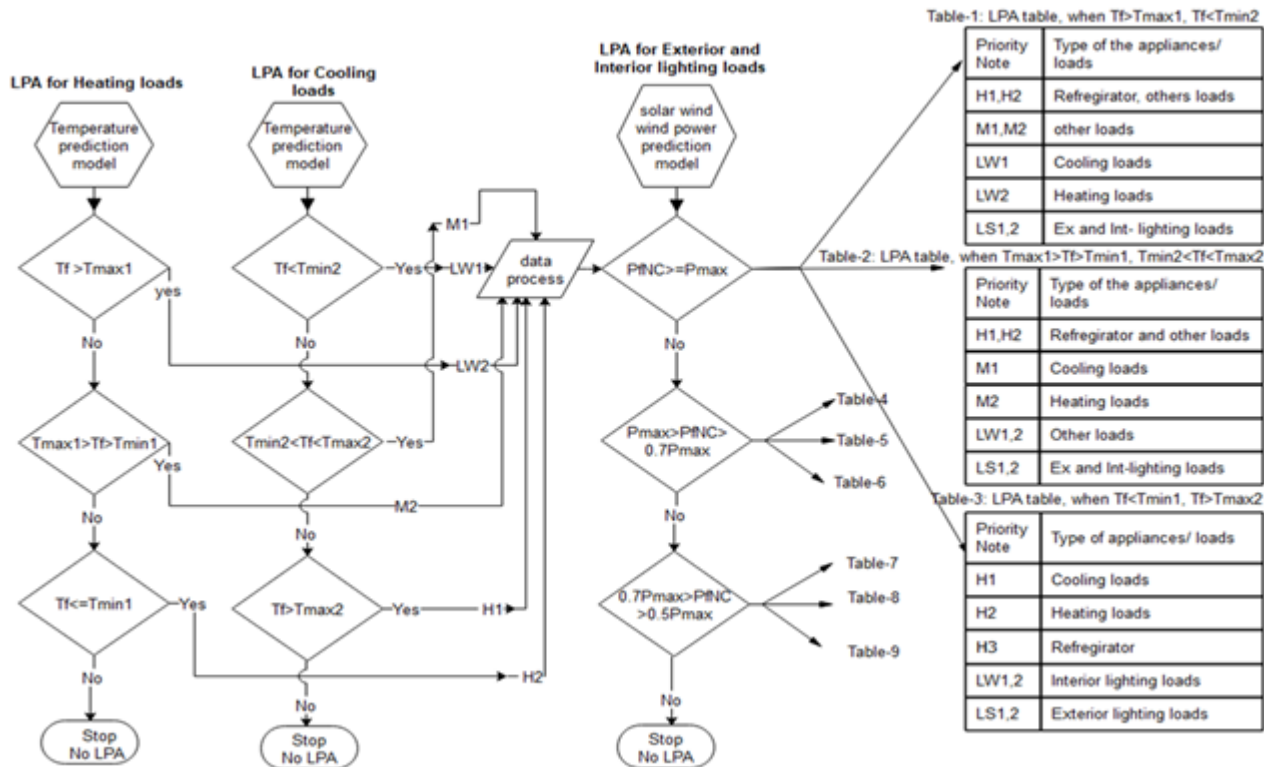 LPA for Heating loads
Temperature
prediction
model
Tf >Tmax1
yes
No
Tmax1>Tf>Tmin1
Yes
No
Tf<=Tmin1
Yes
No
Stop
No LPA
LPA for Cooling
loads
Temperature
prediction
model
Tf<Tmin2
Yes
No
Tmin2<Tf<Tmax2
Yes
No
Tf>Tmax2
Yes
No
Stop
No LPA
M1
LW1
LW2
M2
H1
H2
data
process
LPA for Exterior and
Interior lighting loads
solar wind
wind power
prediction
model
PfNC>=Pmax
No
Pmax>PfNC>
0.7Pmax
Table-4
Table-5
Table-6
No
0.7Pmax>PfNC
>0.5Pmax
Table-7
Table-8
Table-9
No
Stop
No LPA
Table-1: LPA table, when Tf>Tmax1, Tf<Tmin2
Priority Note Type of the appliances/ loads
H1,H2 Refregirator, others loads
M1,M2 other loads
LW1 Cooling loads
LW2 Heating loads
LS1,2 Ex and Int- lighting loads
Table-2: LPA table, when Tmax1>Tf>Tmin1, Tmin2<Tf<Tmax2
Priority Note Type of the appliances/ loads
H1,H2 Refregirator and other loads
M1 Cooling loads
M2 Heating loads
LW1,2 Other loads
LS1,2 Ex and Int-lighting loads
Table-3: LPA table, when Tf<Tmin1, Tf>Tmax2
Priority Note Type of appliances/ loads
H1 Cooling loads
H2 Heating loads
H3 Refregirator
LW1,2 Interior lighting loads
LS1,2 Exterior lighting loads